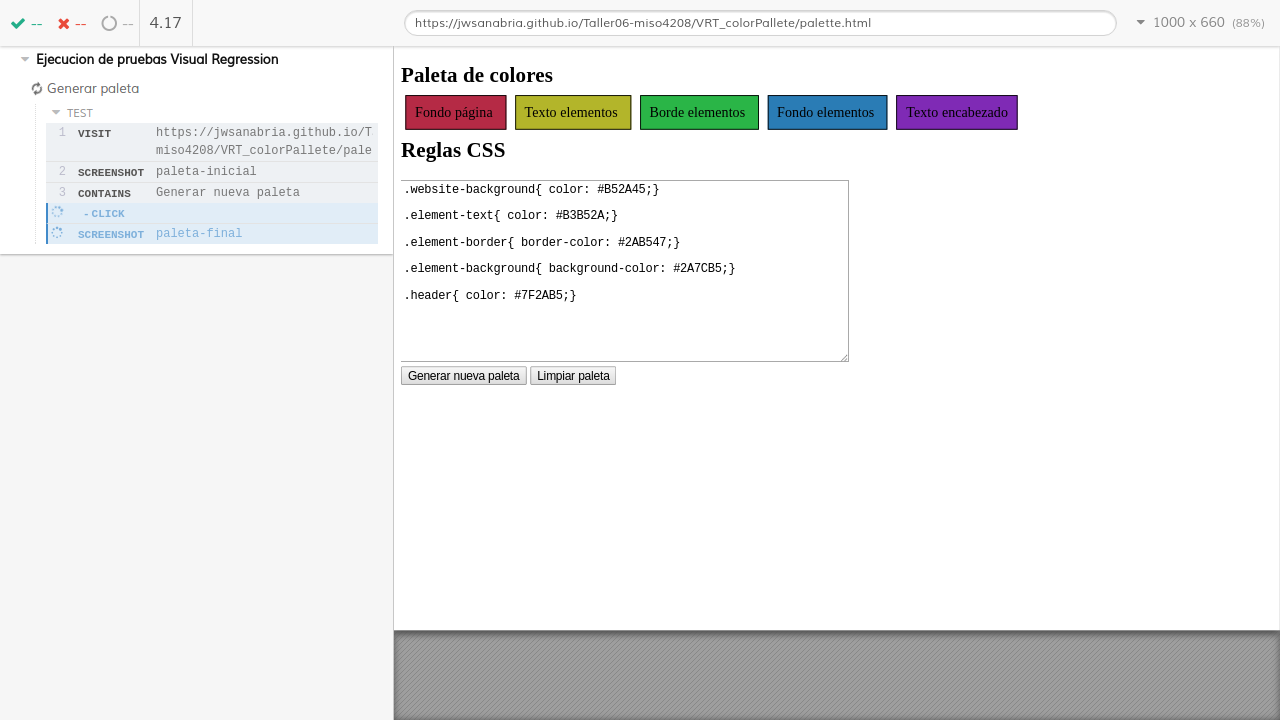 -- -- -- 4.17 https://jwsanabria.github.io/Taller06-miso4208/VRT_colorPallete/palette.html 1000 x 660 (88%)
Ejecucion de pruebas Visual Regression
Generar paleta
TEST
1 VISIT https://jwsanabria.github.io/T
miso4208/VRT_colorPallete/pale
2 SCREENSHOT paleta-inicial
3 CONTAINS Generar nueva paleta
- CLICK
SCREENSHOT paleta-final
Paleta de colores
Fondo página Texto elementos Borde elementos Fondo elementos Texto encabezado
Reglas CSS
.website-background{ color: #B52A45;}
.element-text{ color: #B3B52A;}
.element-border{ border-color: #2AB547;}
.element-background{ background-color: #2A7CB5;}
.header{ color: #7F2AB5;}
Generar nueva paleta Limpiar paleta